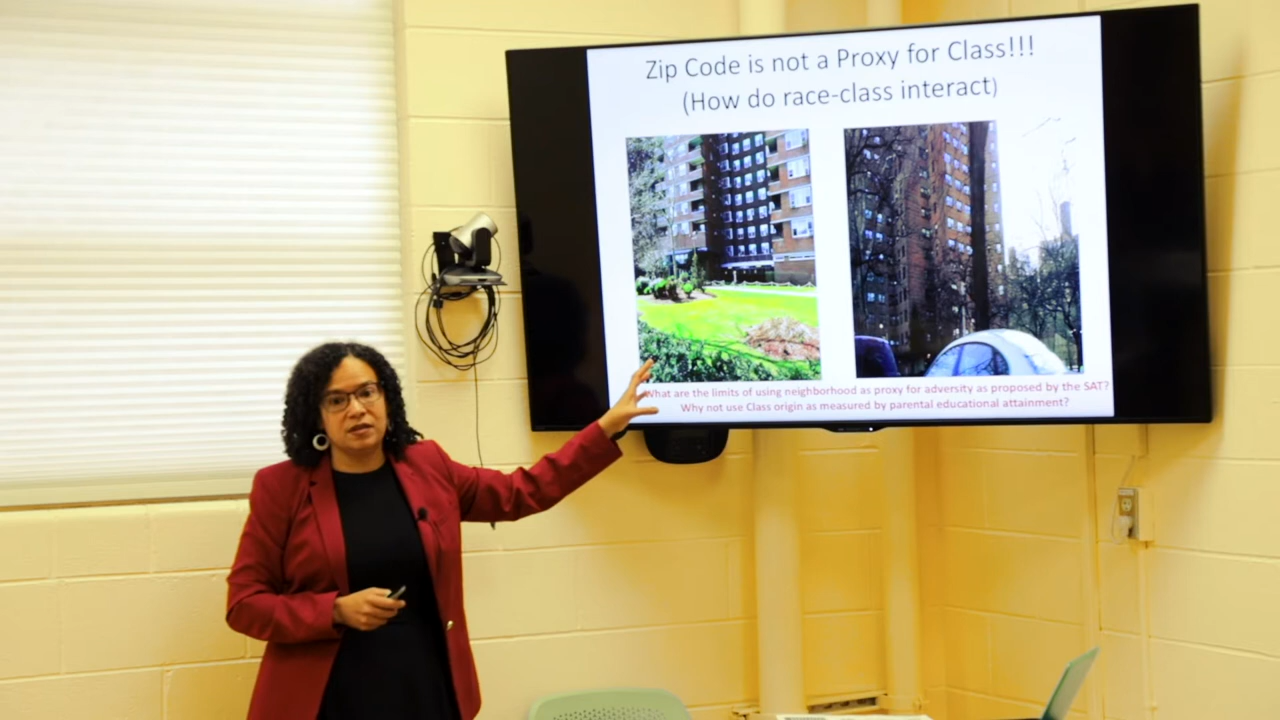 Zip Code is not a Proxy for Class!!!
(How do race-class interact)
What are the limits of using neighborhood as proxy for adversity as proposed by the SAT?
Why not use Class origin as measured by parental educational attainment?